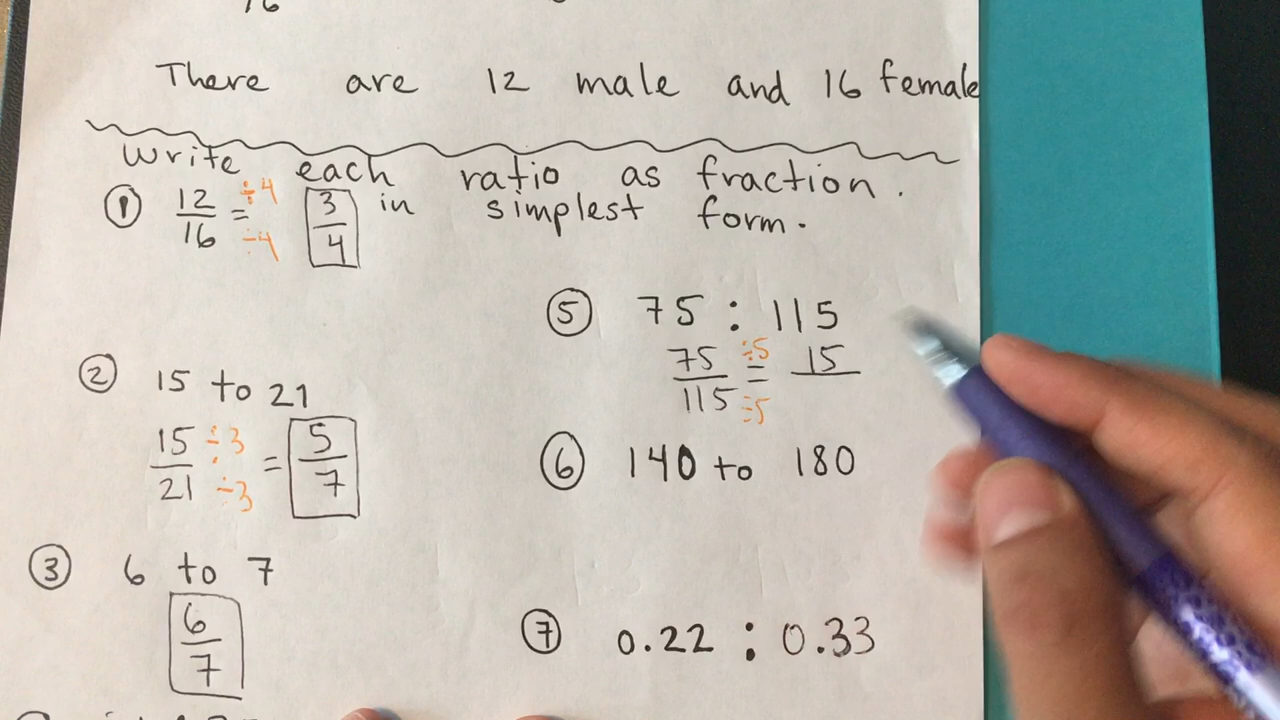 16
There are 12 male and 16 female
Write each ratio as fraction.
in simplest form.
① 12/16 = ÷4 ÷4 3/4
② 15 to 21
15/21 ÷3 ÷3 = 5/7
③ 6 to 7
6/7
⑤ 75 : 115
75/115 ÷5 ÷5 = 15
⑥ 140 to 180
⑦ 0.22 : 0.33